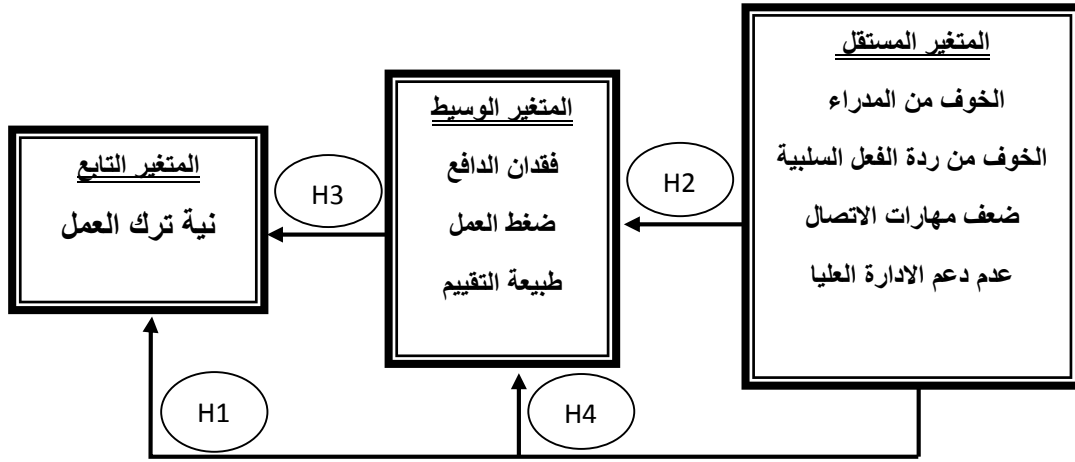 المتغير المستقل
الخوف من المدراء
الخوف من ردة الفعل السلبية
ضعف مهارات الاتصال
عدم دعم الادارة العليا
H2
المتغير الوسيط
فقدان الدافع
ضغط العمل
طبيعة التقييم
H3
المتغير التابع
نية ترك العمل
H4
H1